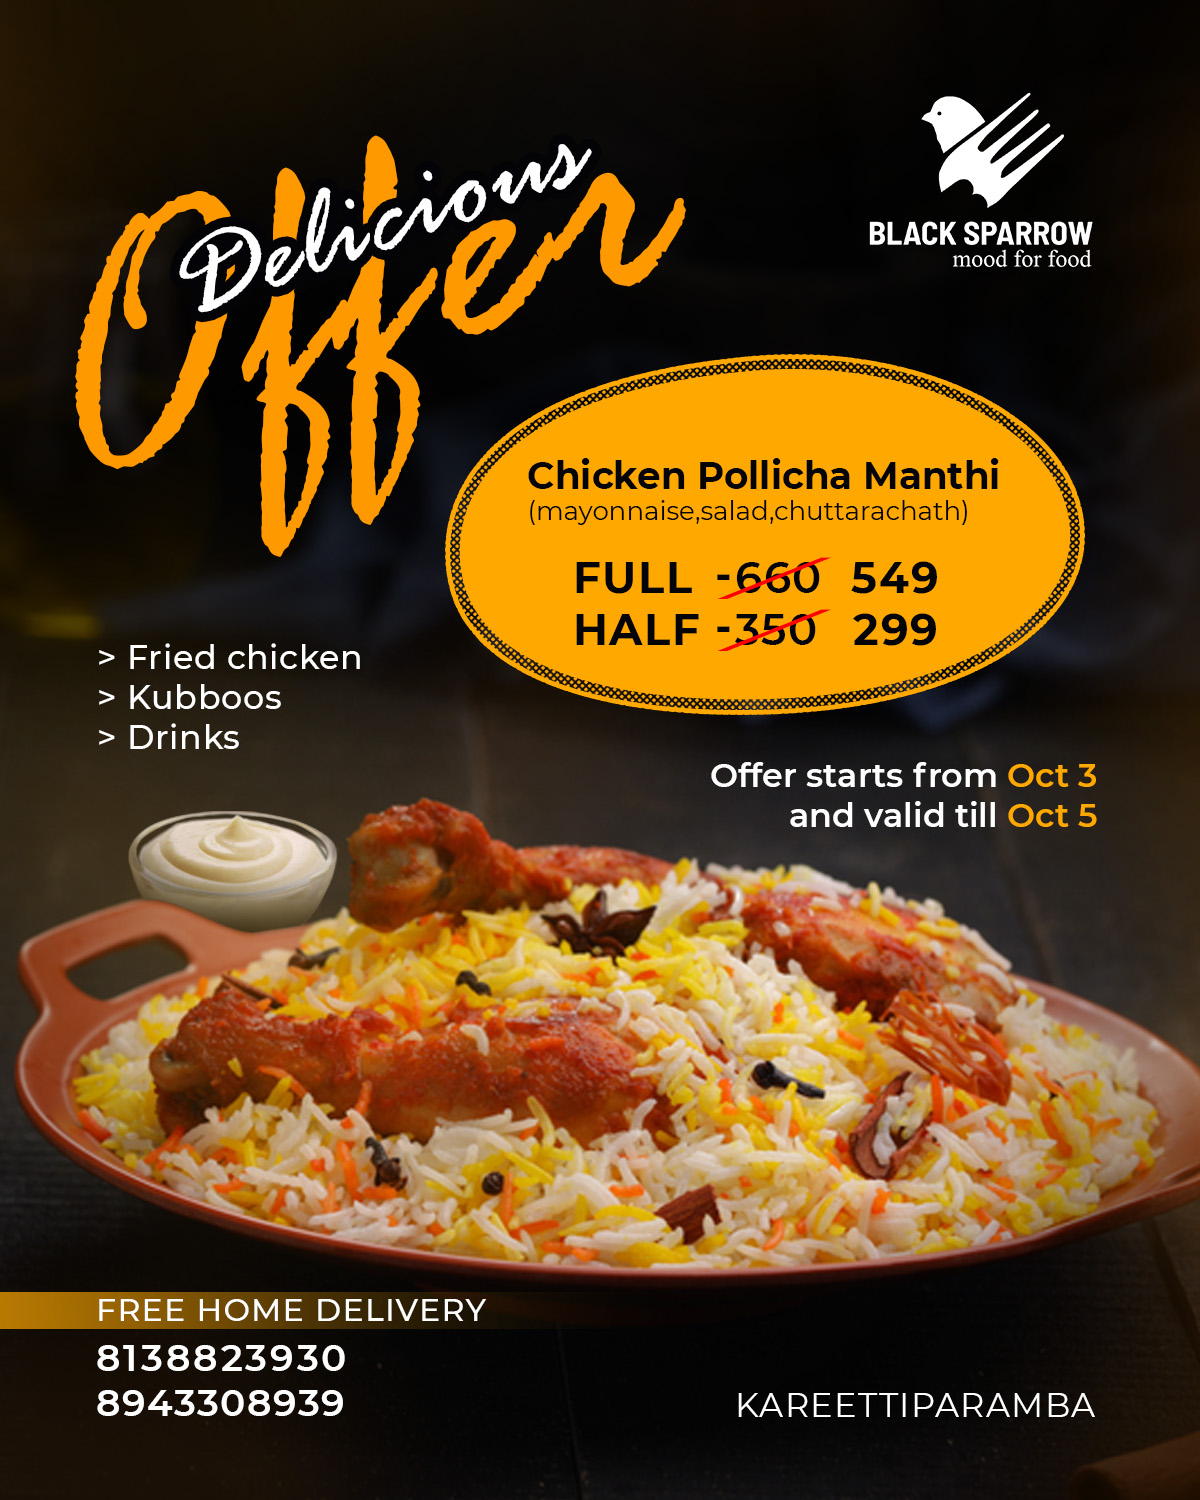 Delicious
Offer
BLACK SPARROW
mood for food
Chicken Pollicha Manthi
(mayonnaise,salad,chuttarachath)
FULL -660 549
HALF -350 299
> Fried chicken
> Kubboos
> Drinks
Offer starts from Oct 3
and valid till Oct 5
FREE HOME DELIVERY
8138823930
8943308939
KAREETTIPARAMBA